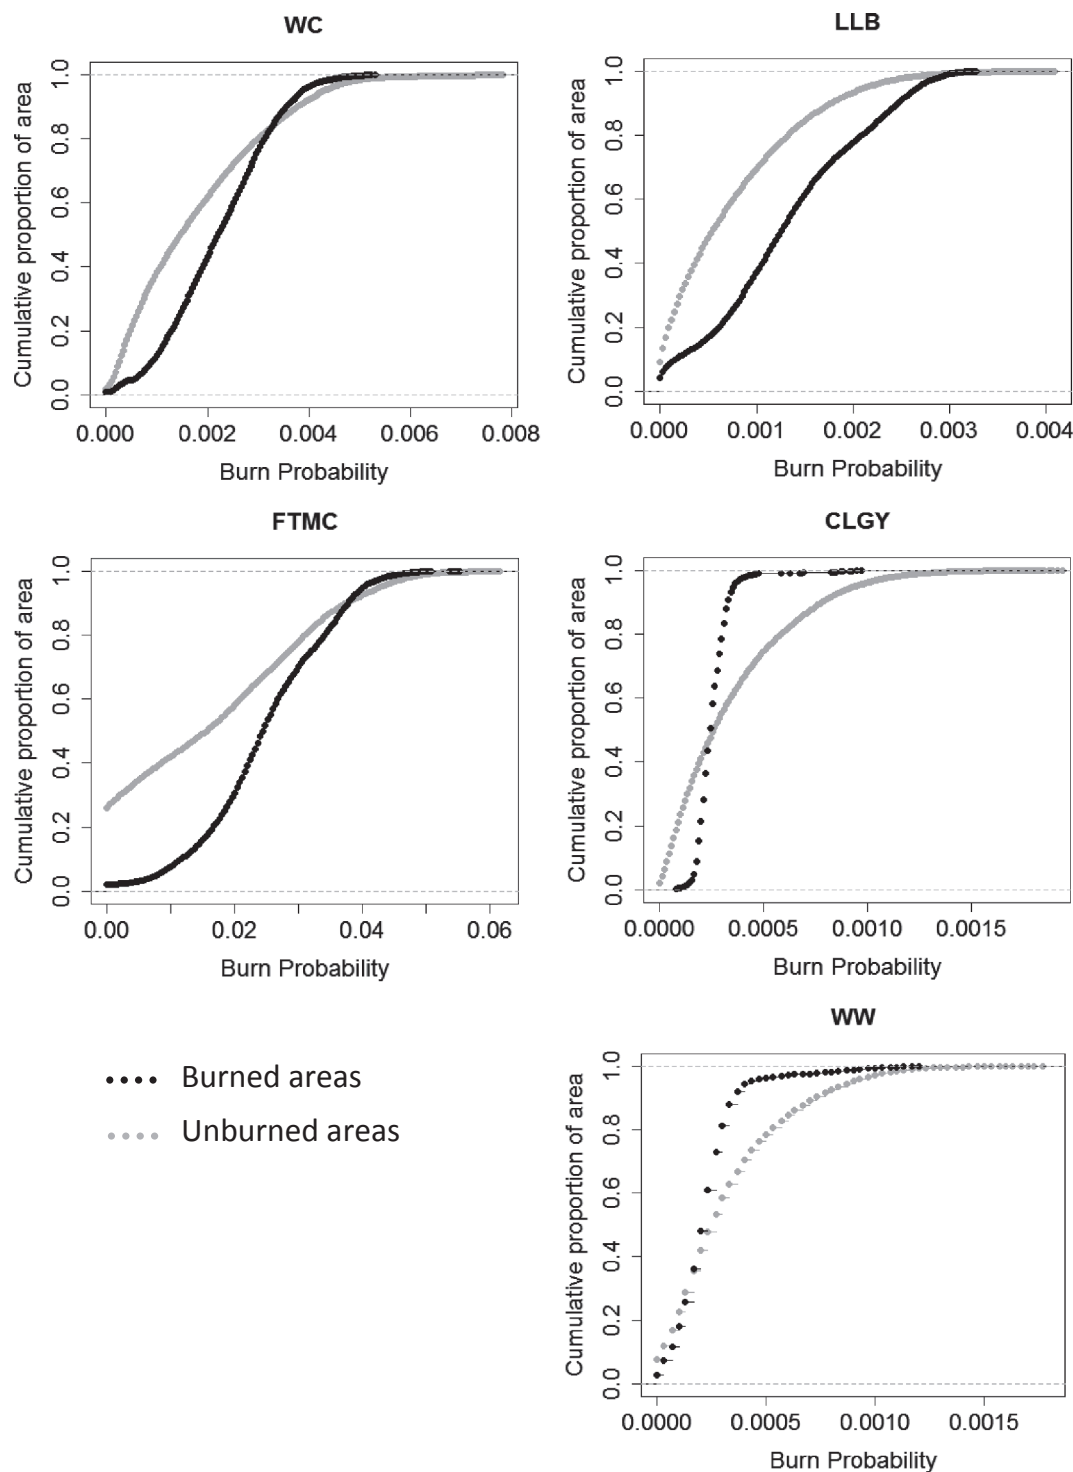 WC
Cumulative proportion of area
0.0 0.2 0.4 0.6 0.8 1.0
0.000 0.002 0.004 0.006 0.008
Burn Probability
LLB
Cumulative proportion of area
0.0 0.2 0.4 0.6 0.8 1.0
0.000 0.001 0.002 0.003 0.004
Burn Probability
FTMC
Cumulative proportion of area
0.0 0.2 0.4 0.6 0.8 1.0
0.00 0.02 0.04 0.06
Burn Probability
CLGY
Cumulative proportion of area
0.0 0.2 0.4 0.6 0.8 1.0
0.0000 0.0005 0.0010 0.0015
Burn Probability
Burned areas
Unburned areas
WW
Cumulative proportion of area
0.0 0.2 0.4 0.6 0.8 1.0
0.0000 0.0005 0.0010 0.0015
Burn Probability